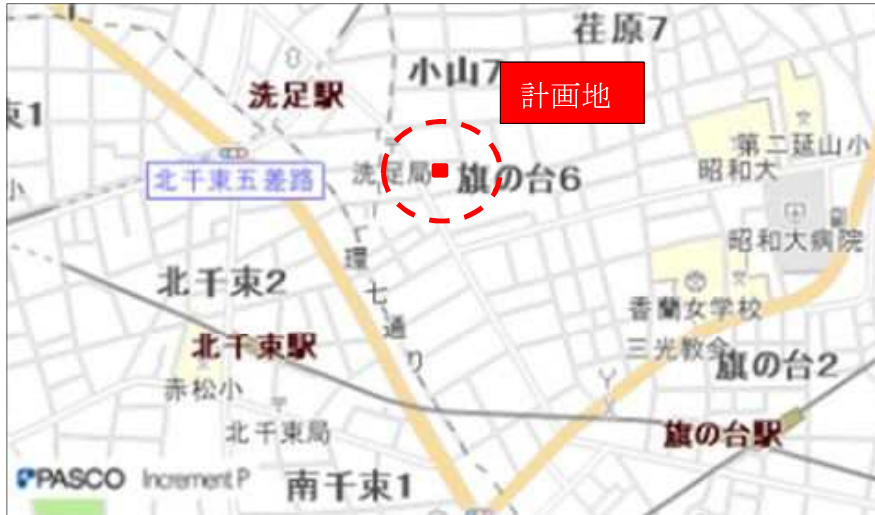 荏原7
小山7
計画地
洗足駅
束1
第二延山小
昭和大
洗足局
旗の台6
北千束五差路
小
昭和大病院
環七通り
北千束2
香蘭女学校
三光教会
北千束駅
旗の台2
赤松小
旗の台駅
北千束局
PASCO Increment P
南千束1